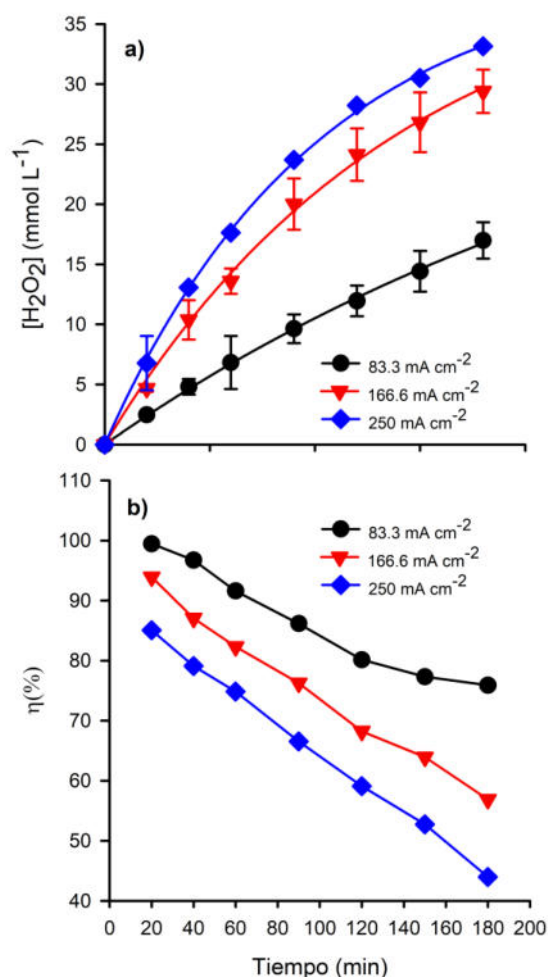 35
30
25
20
15
10
5
0
[H₂O₂] (mmol L⁻¹)
a)
83.3 mA cm⁻²
166.6 mA cm⁻²
250 mA cm⁻²
110
100
90
80
70
60
50
40
η(%)
b)
83.3 mA cm⁻²
166.6 mA cm⁻²
250 mA cm⁻²
0 20 40 60 80 100 120 140 160 180 200
Tiempo (min)